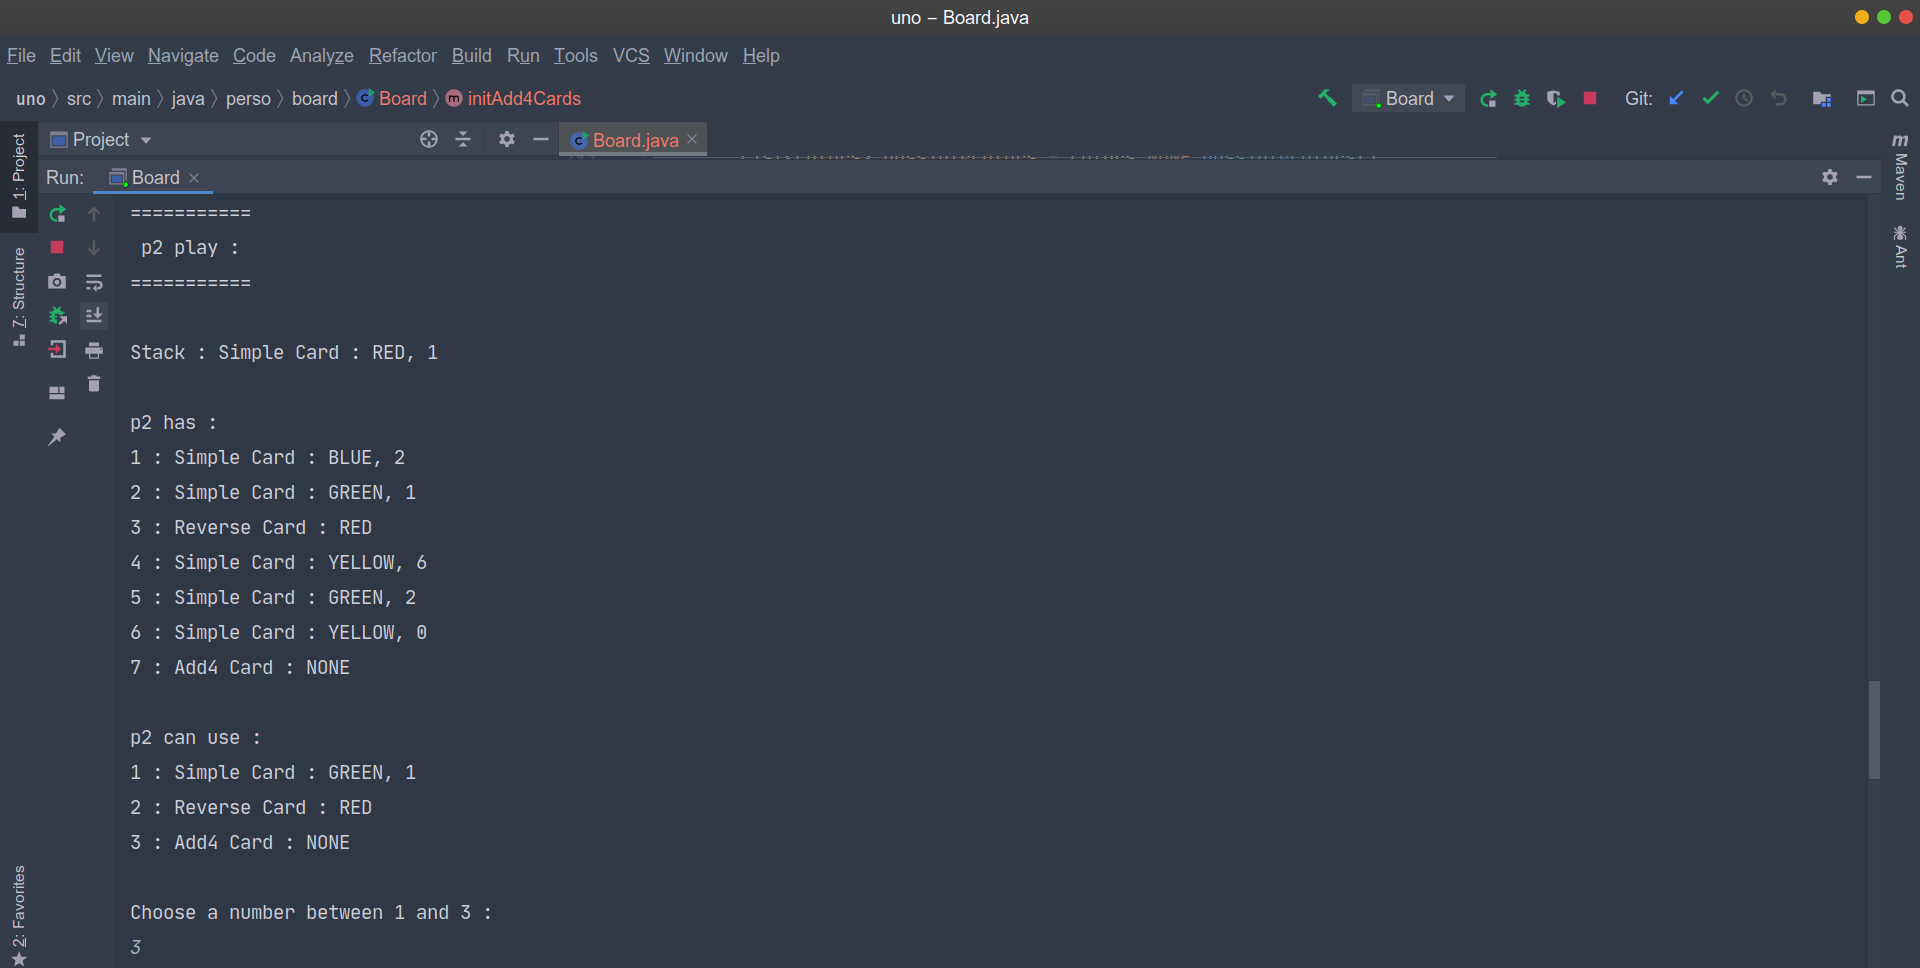 uno – Board.java
File Edit View Navigate Code Analyze Refactor Build Run Tools VCS Window Help
uno src main java perso board Board initAdd4Cards Board Git:
Project Board.java
Run: Board
===========
p2 play :
===========
Stack : Simple Card : RED, 1
p2 has :
1 : Simple Card : BLUE, 2
2 : Simple Card : GREEN, 1
3 : Reverse Card : RED
4 : Simple Card : YELLOW, 6
5 : Simple Card : GREEN, 2
6 : Simple Card : YELLOW, 0
7 : Add4 Card : NONE
p2 can use :
1 : Simple Card : GREEN, 1
2 : Reverse Card : RED
3 : Add4 Card : NONE
Choose a number between 1 and 3 :
3
1: Project
7: Structure
2: Favorites
m Maven
Ant